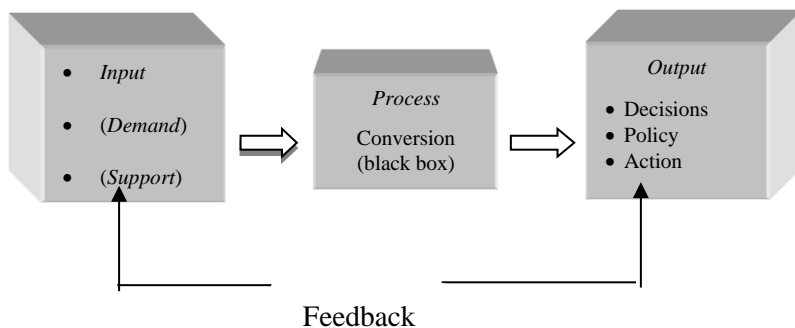 • Input
• (Demand)
• (Support)
Process
Conversion
(black box)
Output
• Decisions
• Policy
• Action
Feedback